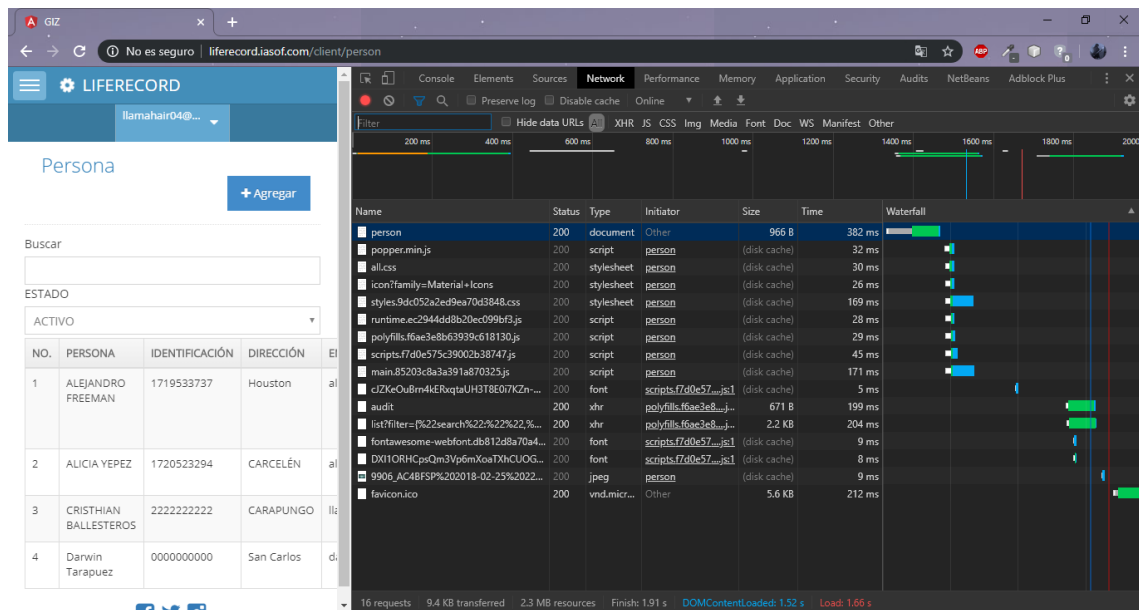 GIZ
No es seguro | liferecord.iasof.com/client/person
LIFERECORD
llamahair04@...
Persona
+ Agregar
Buscar
ESTADO
ACTIVO
NO. PERSONA IDENTIFICACIÓN DIRECCIÓN
1 ALEJANDRO FREEMAN 1719533737 Houston al
2 ALICIA YEPEZ 1720523294 CARCELÉN al
3 CRISTHIAN BALLESTEROS 2222222222 CARAPUNGO lla
4 Darwin Tarapuez 0000000000 San Carlos da
Console Elements Sources Network Performance Memory Application Security Audits NetBeans Adblock Plus
Preserve log Disable cache Online
Filter Hide data URLs All XHR JS CSS Img Media Font Doc WS Manifest Other
200 ms 400 ms 600 ms 800 ms 1000 ms 1200 ms 1400 ms 1600 ms 1800 ms 2000
Name Status Type Initiator Size Time Waterfall
person 200 document Other 966 B 382 ms
popper.min.js 200 script person (disk cache) 32 ms
all.css 200 stylesheet person (disk cache) 30 ms
icon?family=Material+Icons 200 stylesheet person (disk cache) 26 ms
styles.9dc052a2ed9ea70d3848.css 200 stylesheet person (disk cache) 169 ms
runtime.ec2944dd8b20ec099bf3.js 200 script person (disk cache) 28 ms
polyfills.f6ae3e8b63939c618130.js 200 script person (disk cache) 29 ms
scripts.f7d0e575c39002b38747.js 200 script person (disk cache) 45 ms
main.85203c8a3a391a870325.js 200 script person (disk cache) 171 ms
cJZKeOuBrn4kERxqtaUH3T8E0i7KZn-... 200 font scripts.f7d0e57....js:1 (disk cache) 5 ms
audit 200 xhr polyfills.f6ae3e8....j... 671 B 199 ms
list?filter={%22search%22:%22%22,%... 200 xhr polyfills.f6ae3e8....j... 2.2 KB 204 ms
fontawesome-webfont.db812d8a70a4... 200 font scripts.f7d0e57....js:1 (disk cache) 9 ms
DXI1ORHCpsQm3Vp6mXoaTXhCUOG... 200 font scripts.f7d0e57....js:1 (disk cache) 8 ms
9906_AC4BFSP%202018-02-25%2022... 200 jpeg person (disk cache) 9 ms
favicon.ico 200 vnd.micr... Other 5.6 KB 212 ms
16 requests 9.4 KB transferred 2.3 MB resources Finish: 1.91 s DOMContentLoaded: 1.52 s Load: 1.66 s